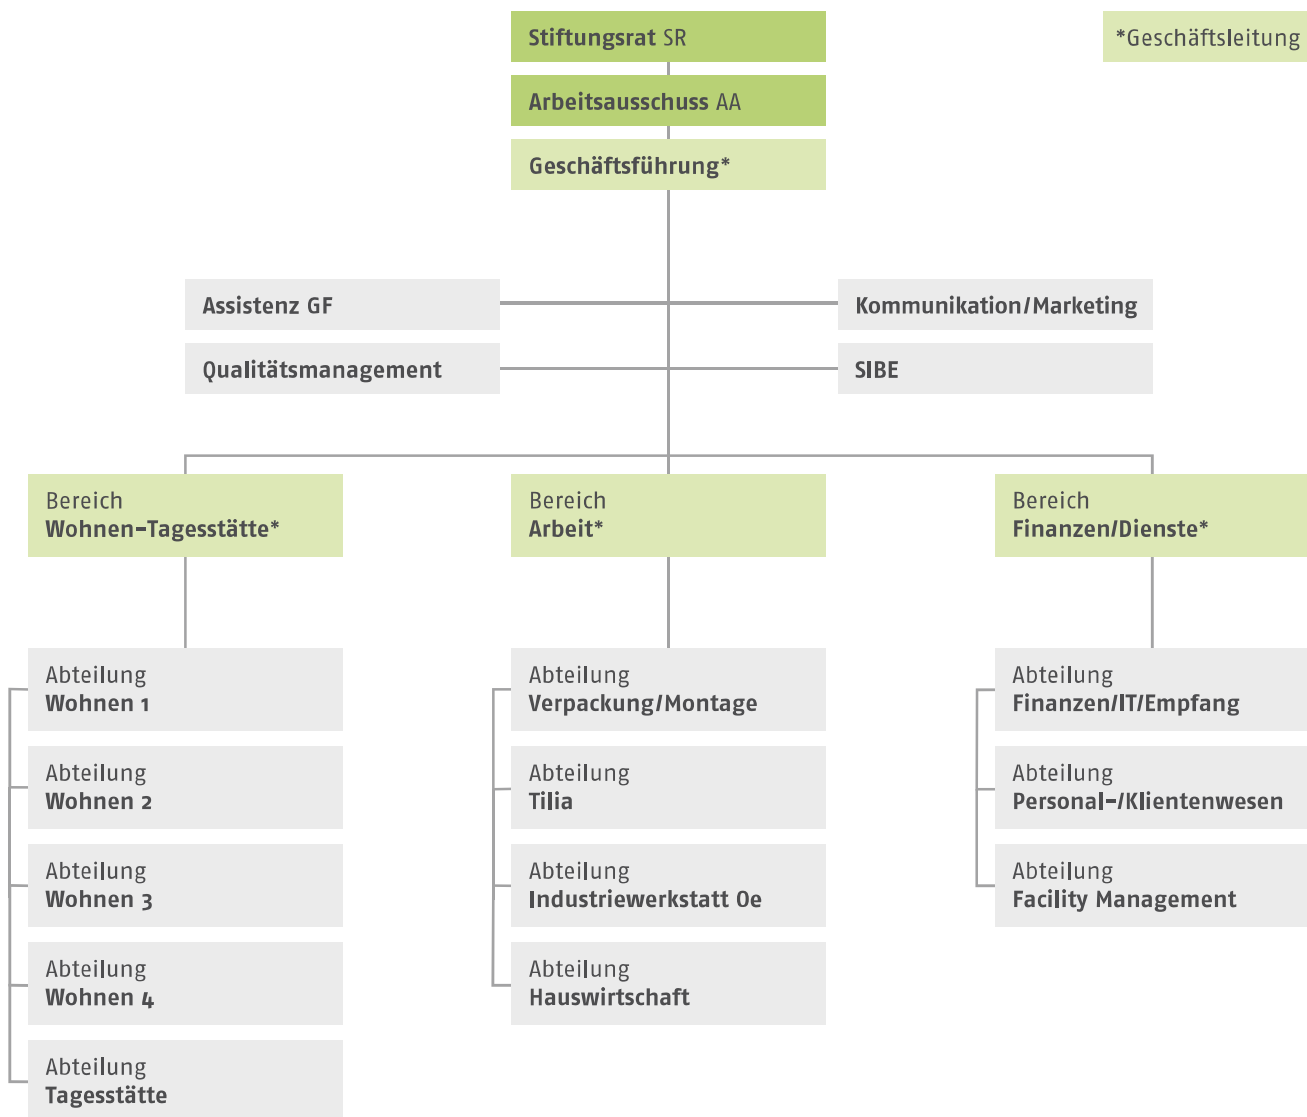 Stiftungsrat SR
*Geschäftsleitung
Arbeitsausschuss AA
Geschäftsführung*
Assistenz GF
Kommunikation/Marketing
Qualitätsmanagement
SIBE
Bereich
Wohnen-Tagesstätte*
Bereich
Arbeit*
Bereich
Finanzen/Dienste*
Abteilung
Wohnen 1
Abteilung
Wohnen 2
Abteilung
Wohnen 3
Abteilung
Wohnen 4
Abteilung
Tagesstätte
Abteilung
Verpackung/Montage
Abteilung
Tilia
Abteilung
Industriewerkstatt Oe
Abteilung
Hauswirtschaft
Abteilung
Finanzen/IT/Empfang
Abteilung
Personal-/Klientenwesen
Abteilung
Facility Management